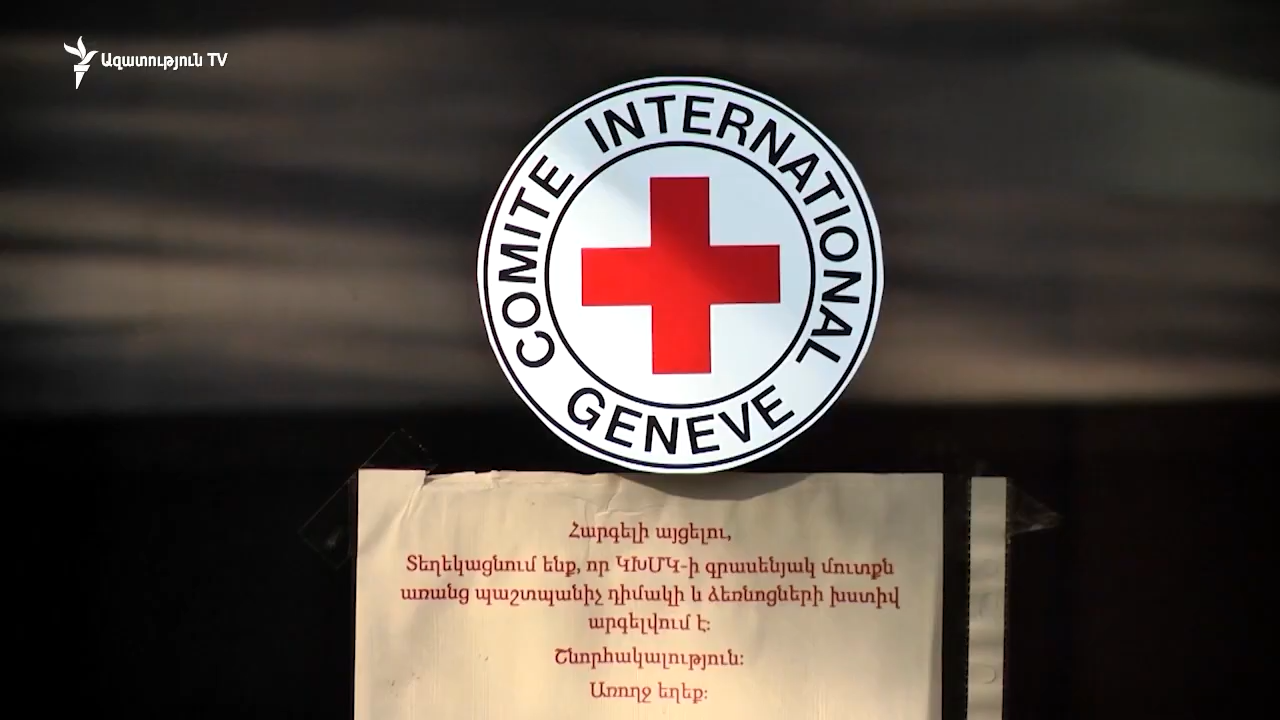 Ազատություն TV
COMITE INTERNATIONAL
GENEVE
Հարգելի այցելու,
Տեղեկացնում ենք, որ ԿԽՄԿ-ի գրասենյակ մուտքն
առանց պաշտպանիչ դիմակի և ձեռնոցների խստիվ
արգելվում է:
Շնորհակալություն:
Առողջ եղեք: